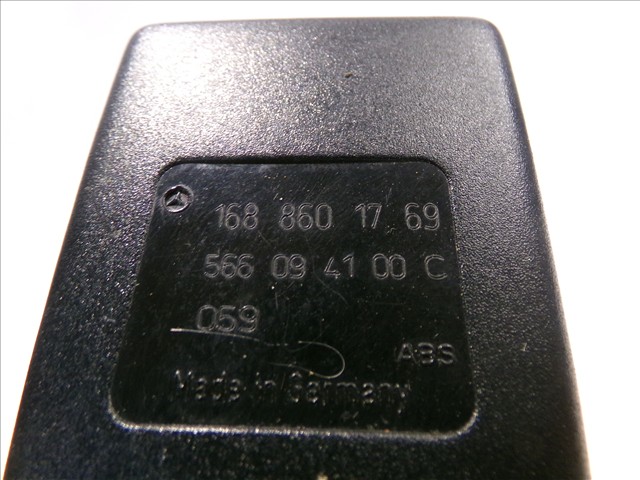 168 860 17 69
566 09 41 00 C
059
ABS
Made in Germany